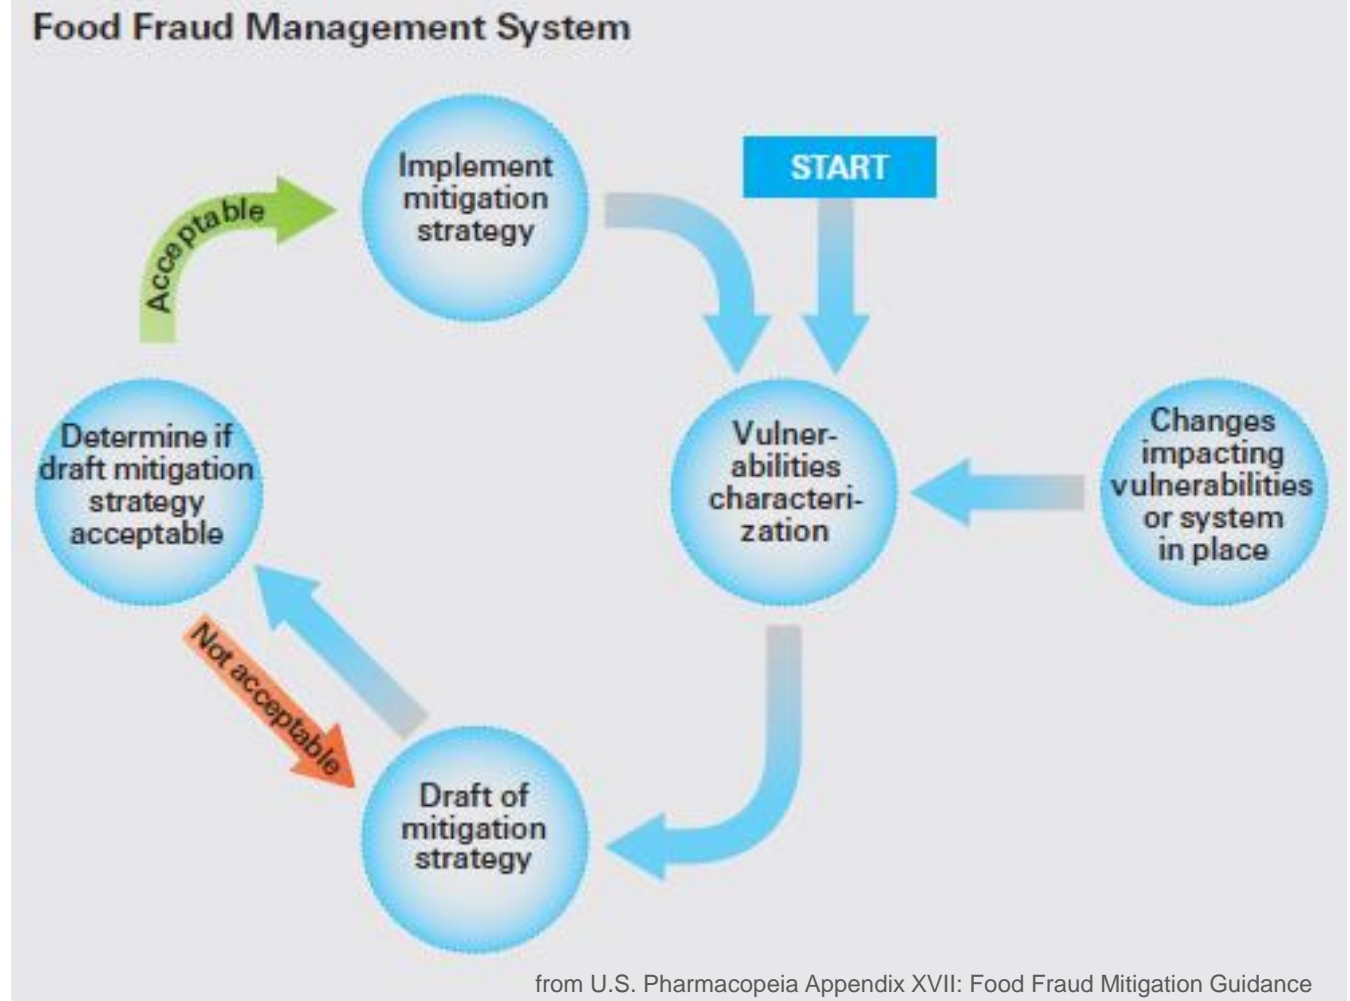 Food Fraud Management System
Implement
mitigation
strategy
START
Acceptable
Determine if
draft mitigation
strategy
acceptable
Vulner-
abilities
characteri-
zation
Changes
impacting
vulnerabilities
or system
in place
Not acceptable
Draft of
mitigation
strategy
from U.S. Pharmacopeia Appendix XVII: Food Fraud Mitigation Guidance